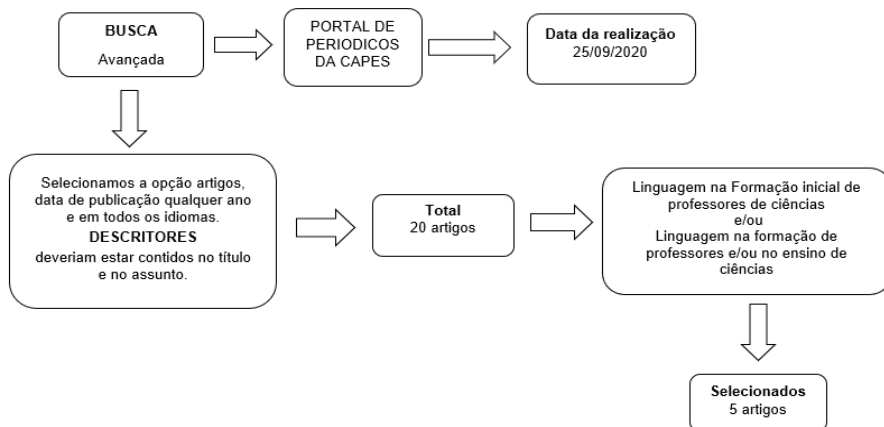 BUSCA
Avançada
PORTAL DE
PERIODICOS
DA CAPES
Data da realização
25/09/2020
Selecionamos a opção artigos,
data de publicação qualquer ano
e em todos os idiomas.
DESCRITORES
deveriam estar contidos no título
e no assunto.
Total
20 artigos
Linguagem na Formação inicial de
professores de ciências
e/ou
Linguagem na formação de
professores e/ou no ensino de
ciências
Selecionados
5 artigos